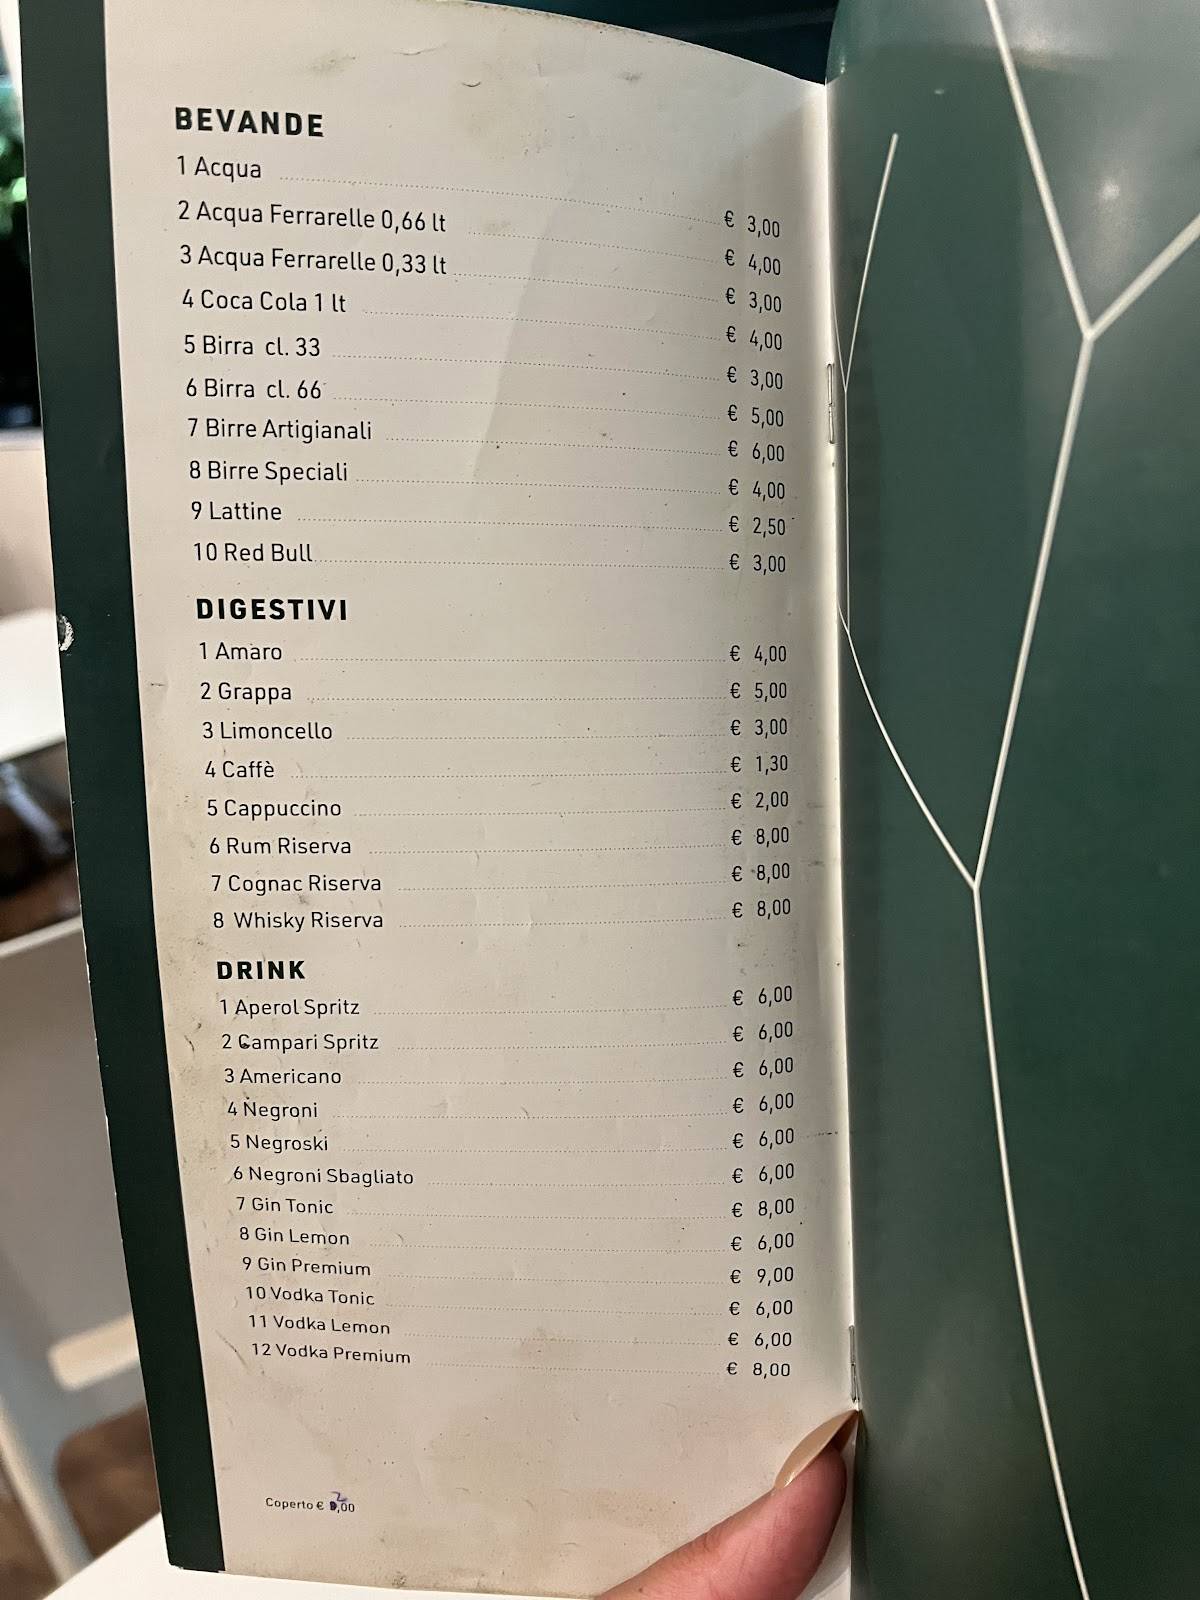 BEVANDE
1 Acqua € 3,00
2 Acqua Ferrarelle 0,66 lt € 4,00
3 Acqua Ferrarelle 0,33 lt € 3,00
4 Coca Cola 1 lt € 4,00
5 Birra cl. 33 € 3,00
6 Birra cl. 66 € 5,00
7 Birre Artigianali € 6,00
8 Birre Speciali € 4,00
9 Lattine € 2,50
10 Red Bull € 3,00
DIGESTIVI
1 Amaro € 4,00
2 Grappa € 5,00
3 Limoncello € 3,00
4 Caffè € 1,30
5 Cappuccino € 2,00
6 Rum Riserva € 8,00
7 Cognac Riserva € 8,00
8 Whisky Riserva € 8,00
DRINK
1 Aperol Spritz € 6,00
2 Campari Spritz € 6,00
3 Americano € 6,00
4 Negroni € 6,00
5 Negroski € 6,00
6 Negroni Sbagliato € 6,00
7 Gin Tonic € 8,00
8 Gin Lemon € 6,00
9 Gin Premium € 9,00
10 Vodka Tonic € 6,00
11 Vodka Lemon € 6,00
12 Vodka Premium € 8,00
Coperto € 2,00